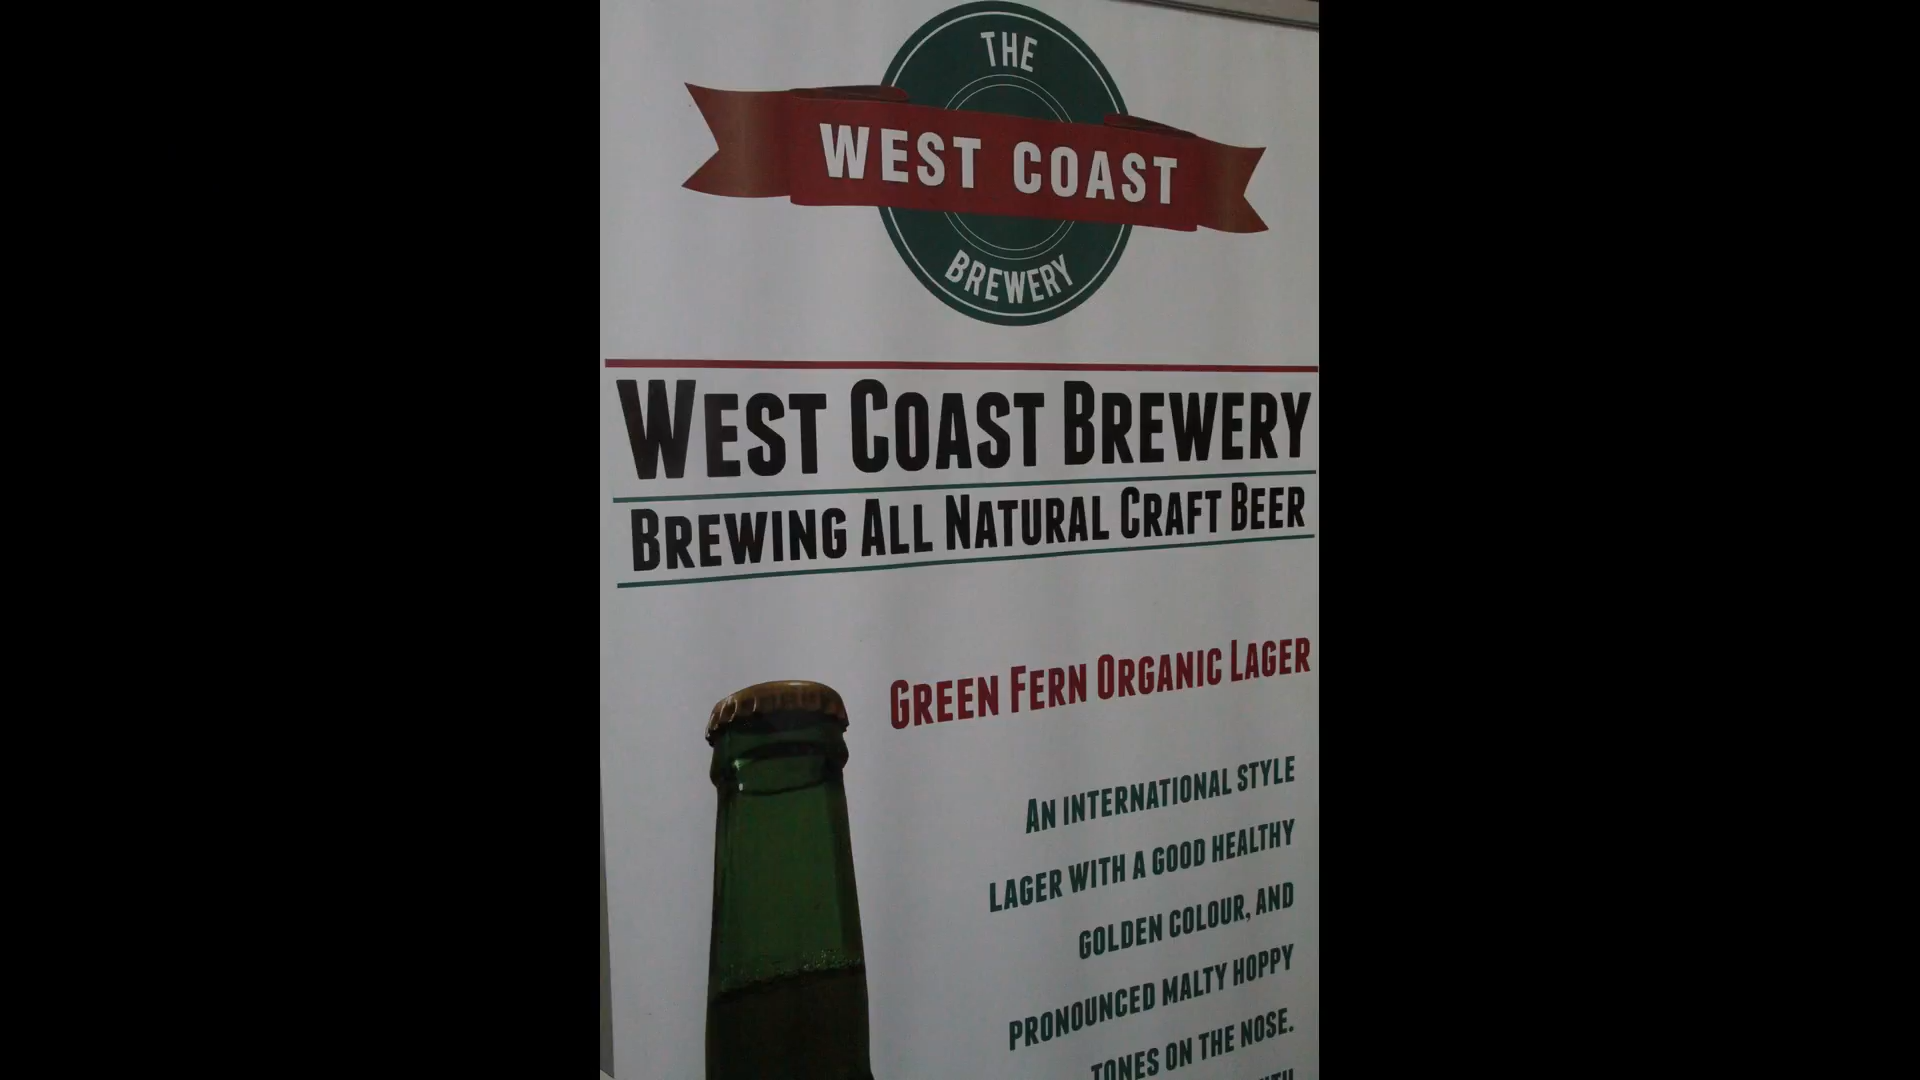 THE
WEST COAST
BREWERY
WEST COAST BREWERY
BREWING ALL NATURAL CRAFT BEER
GREEN FERN ORGANIC LAGER
AN INTERNATIONAL STYLE
LAGER WITH A GOOD HEALTHY
GOLDEN COLOUR, AND
PRONOUNCED MALTY HOPPY
TONES ON THE NOSE.